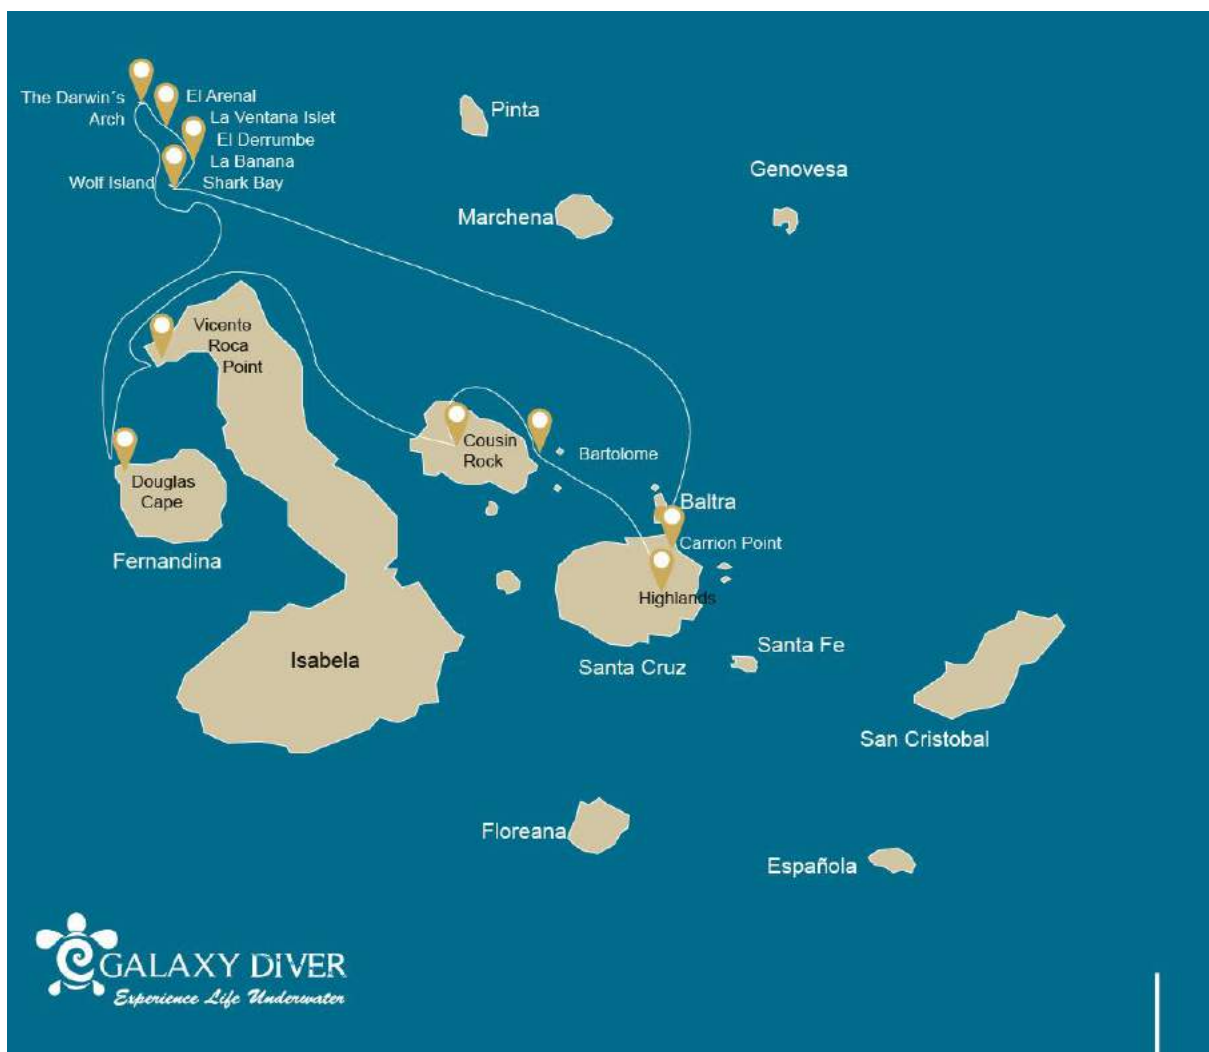 The Darwin´s
Arch
El Arenal
La Ventana Islet
El Derrumbe
La Banana
Wolf Island
Shark Bay
Pinta
Genovesa
Marchena
Vicente
Roca
Point
Cousin
Rock
Bartolome
Douglas
Cape
Baltra
Carrion Point
Fernandina
Highlands
Isabela
Santa Cruz
Santa Fe
San Cristobal
Floreana
Española
GALAXY DIVER
Experience Life Underwater